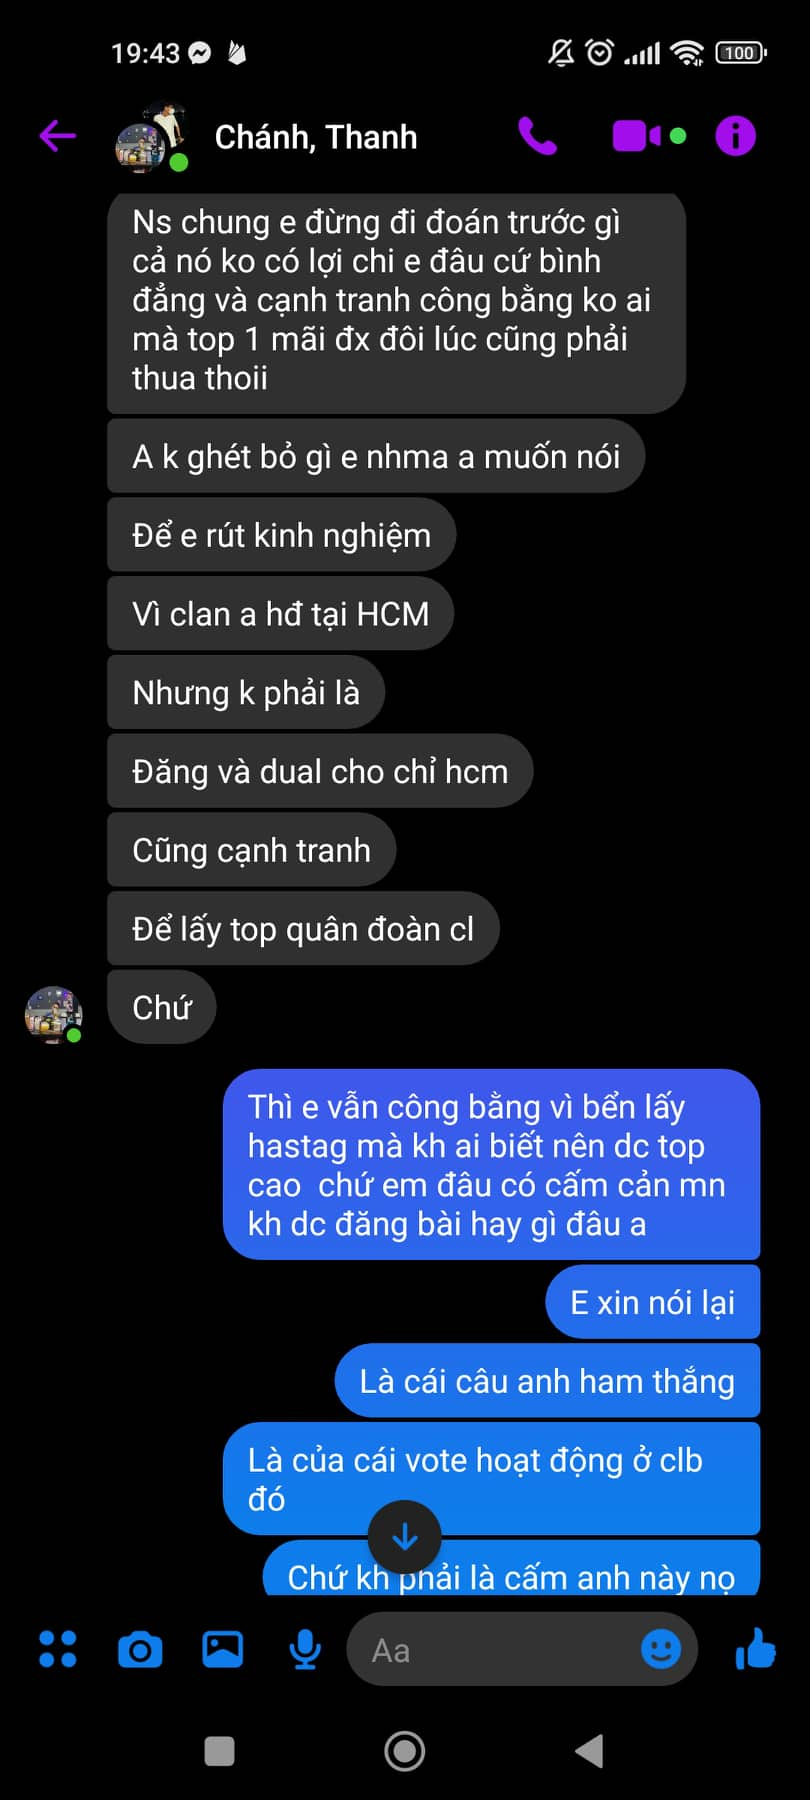 19:43
100
Chánh, Thanh
Ns chung e đừng đi đoán trước gì
cả nó ko có lợi chi e đâu cứ bình
đẳng và cạnh tranh công bằng ko ai
mà top 1 mãi đx đôi lúc cũng phải
thua thoii
A k ghét bỏ gì e nhma a muốn nói
Để e rút kinh nghiệm
Vì clan a hđ tại HCM
Nhưng k phải là
Đăng và dual cho chỉ hcm
Cũng cạnh tranh
Để lấy top quân đoàn cl
Chứ
Thì e vẫn công bằng vì bển lấy
hastag mà kh ai biết nên dc top
cao  chứ em đâu có cấm cản mn
kh dc đăng bài hay gì đâu a
E xin nói lại
Là cái câu anh ham thắng
Là của cái vote hoạt động ở clb
đó
Chứ kh phải là cấm anh này nọ
Aa